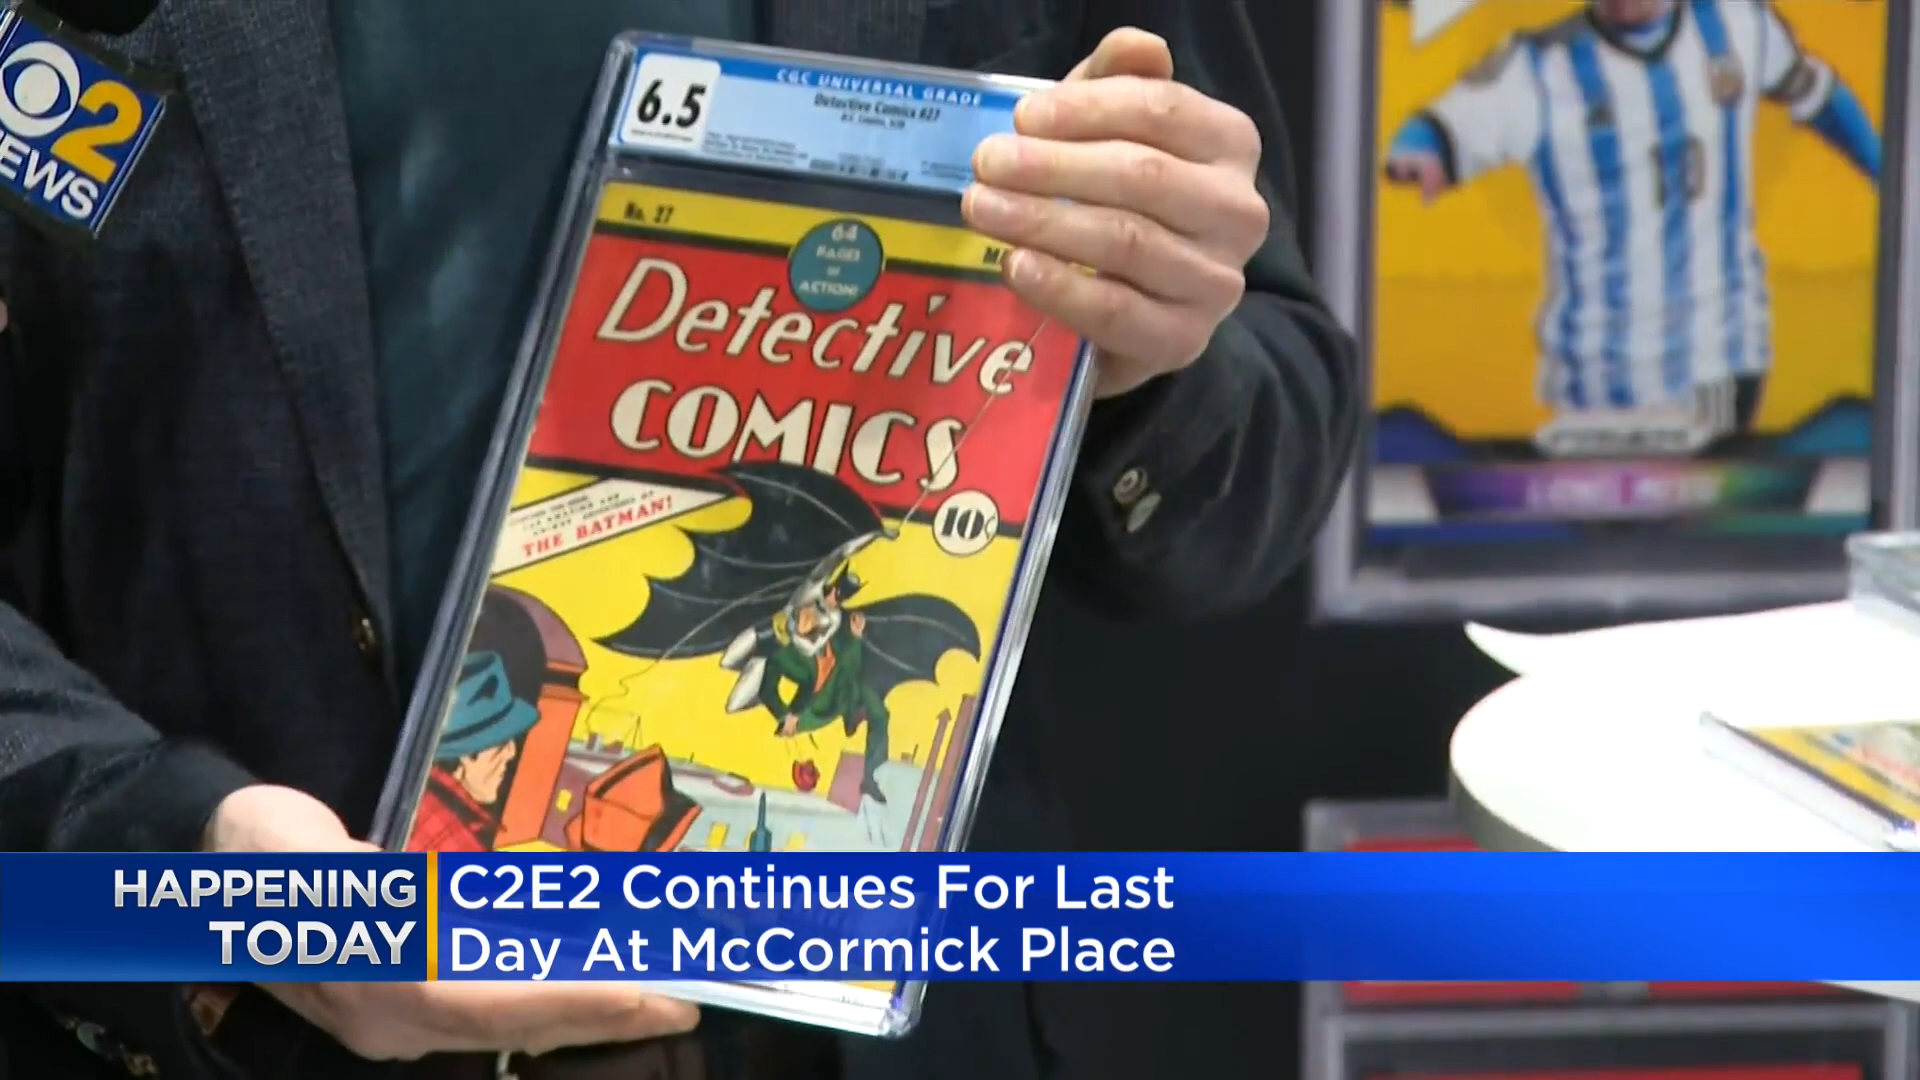 CBS 2
NEWS
6.5
CGC UNIVERSAL GRADE
Detective Comics #27
No. 27
64
PAGES
OF
ACTION!
Detective
COMICS
THE BATMAN!
10¢
HAPPENING
TODAY
C2E2 Continues For Last
Day At McCormick Place